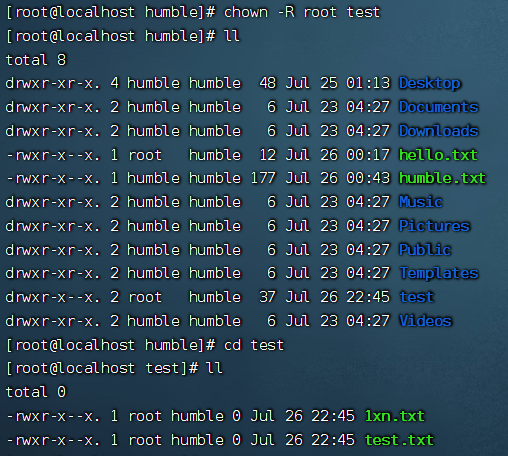 [root@localhost humble]# chown -R root test
[root@localhost humble]# ll
total 8
drwxr-xr-x. 4 humble humble  48 Jul 25 01:13 Desktop
drwxr-xr-x. 2 humble humble   6 Jul 23 04:27 Documents
drwxr-xr-x. 2 humble humble   6 Jul 23 04:27 Downloads
-rwxr-x--x. 1 root   humble  12 Jul 26 00:17 hello.txt
-rwxr-x--x. 1 humble humble 177 Jul 26 00:43 humble.txt
drwxr-xr-x. 2 humble humble   6 Jul 23 04:27 Music
drwxr-xr-x. 2 humble humble   6 Jul 23 04:27 Pictures
drwxr-xr-x. 2 humble humble   6 Jul 23 04:27 Public
drwxr-xr-x. 2 humble humble   6 Jul 23 04:27 Templates
drwxr-x--x. 2 root   humble  37 Jul 26 22:45 test
drwxr-xr-x. 2 humble humble   6 Jul 23 04:27 Videos
[root@localhost humble]# cd test
[root@localhost test]# ll
total 0
-rwxr-x--x. 1 root humble 0 Jul 26 22:45 1xn.txt
-rwxr-x--x. 1 root humble 0 Jul 26 22:45 test.txt